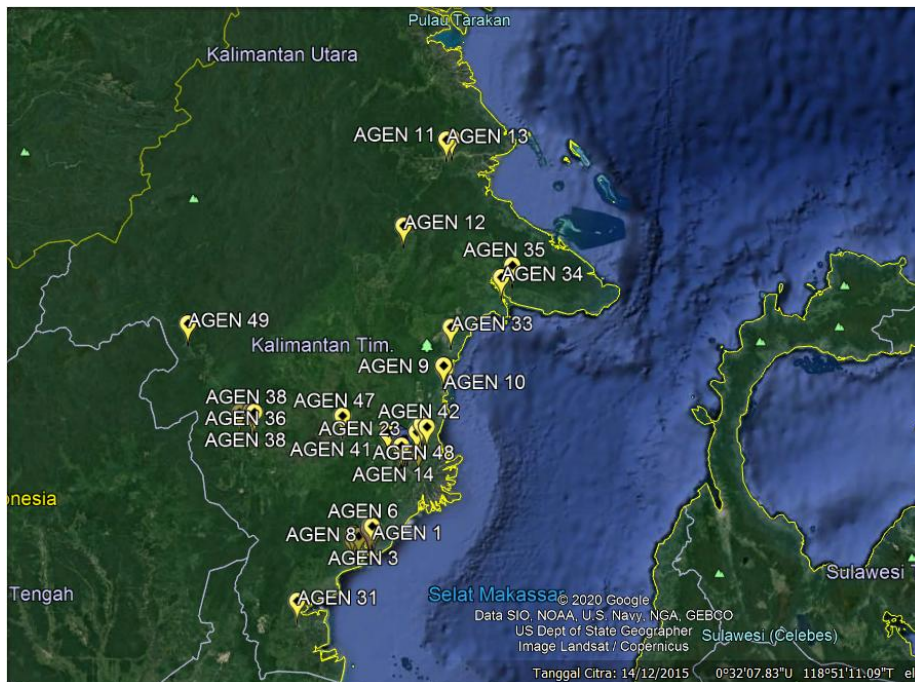 Pulau Tarakan
Kalimantan Utara
AGEN 11
AGEN 13
AGEN 12
AGEN 35
AGEN 34
AGEN 49
AGEN 33
Kalimantan Tim.
AGEN 9
AGEN 10
AGEN 38
AGEN 47
AGEN 42
AGEN 36
AGEN 23
AGEN 38
AGEN 41
AGEN 48
AGEN 14
AGEN 6
AGEN 8
AGEN 1
AGEN 3
onesia
Tengah
AGEN 31
Selat Makassar
Sulawesi T
© 2020 Google
Data SIO, NOAA, U.S. Navy, NGA, GEBCO
US Dept of State Geographer
Image Landsat / Copernicus
Sulawesi (Celebes)
Tanggal Citra: 14/12/2015 0°32'07.83"U 118°51'11.09"T el